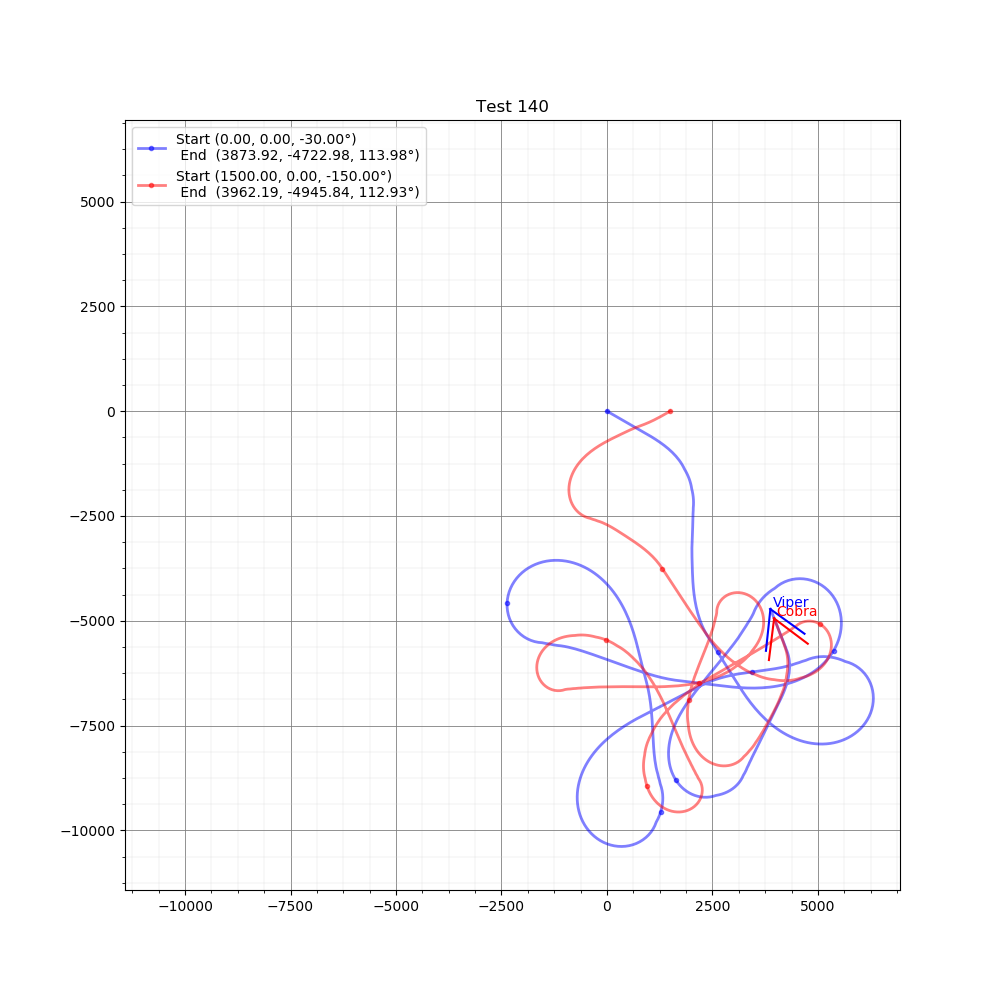 Test 140
Start (0.00, 0.00, -30.00°)
End  (3873.92, -4722.98, 113.98°)
Start (1500.00, 0.00, -150.00°)
End  (3962.19, -4945.84, 112.93°)
5000
2500
0
−2500
−5000
−7500
−10000
Viper
Cobra
−10000 −7500 −5000 −2500 0 2500 5000